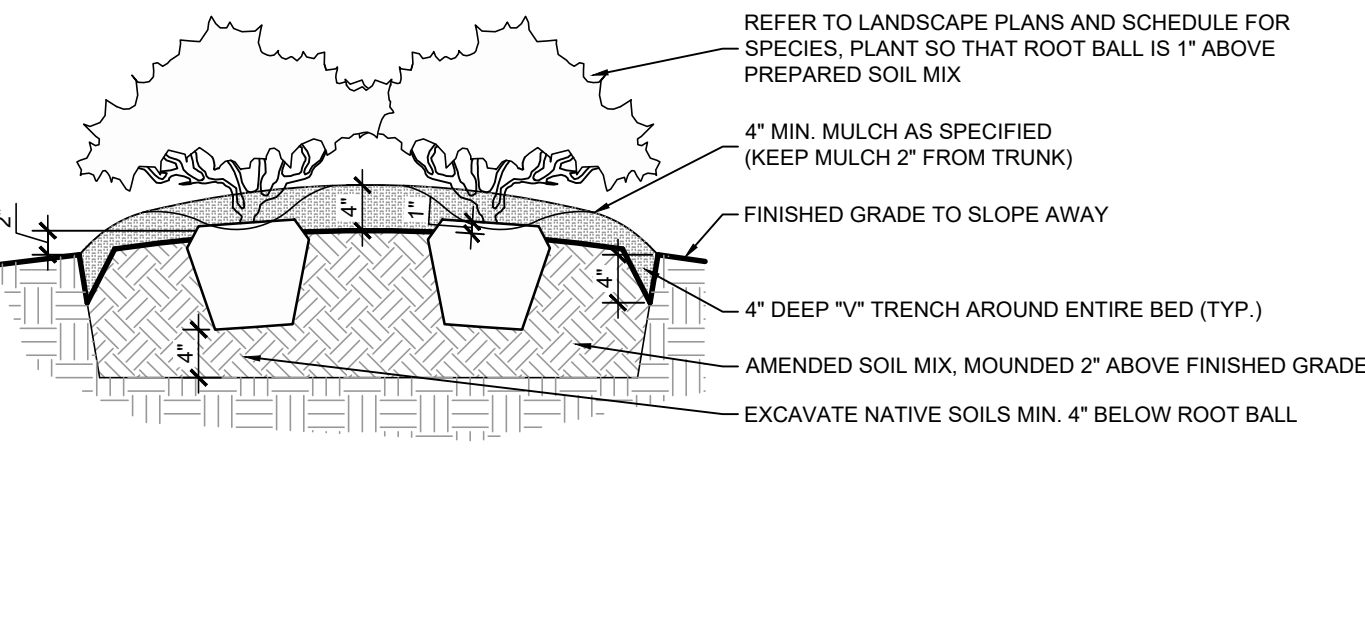 REFER TO LANDSCAPE PLANS AND SCHEDULE FOR
SPECIES, PLANT SO THAT ROOT BALL IS 1" ABOVE
PREPARED SOIL MIX
4" MIN. MULCH AS SPECIFIED
(KEEP MULCH 2" FROM TRUNK)
2"
4"
1"
FINISHED GRADE TO SLOPE AWAY
4"
4" DEEP "V" TRENCH AROUND ENTIRE BED (TYP.)
4"
AMENDED SOIL MIX, MOUNDED 2" ABOVE FINISHED GRADE
EXCAVATE NATIVE SOILS MIN. 4" BELOW ROOT BALL